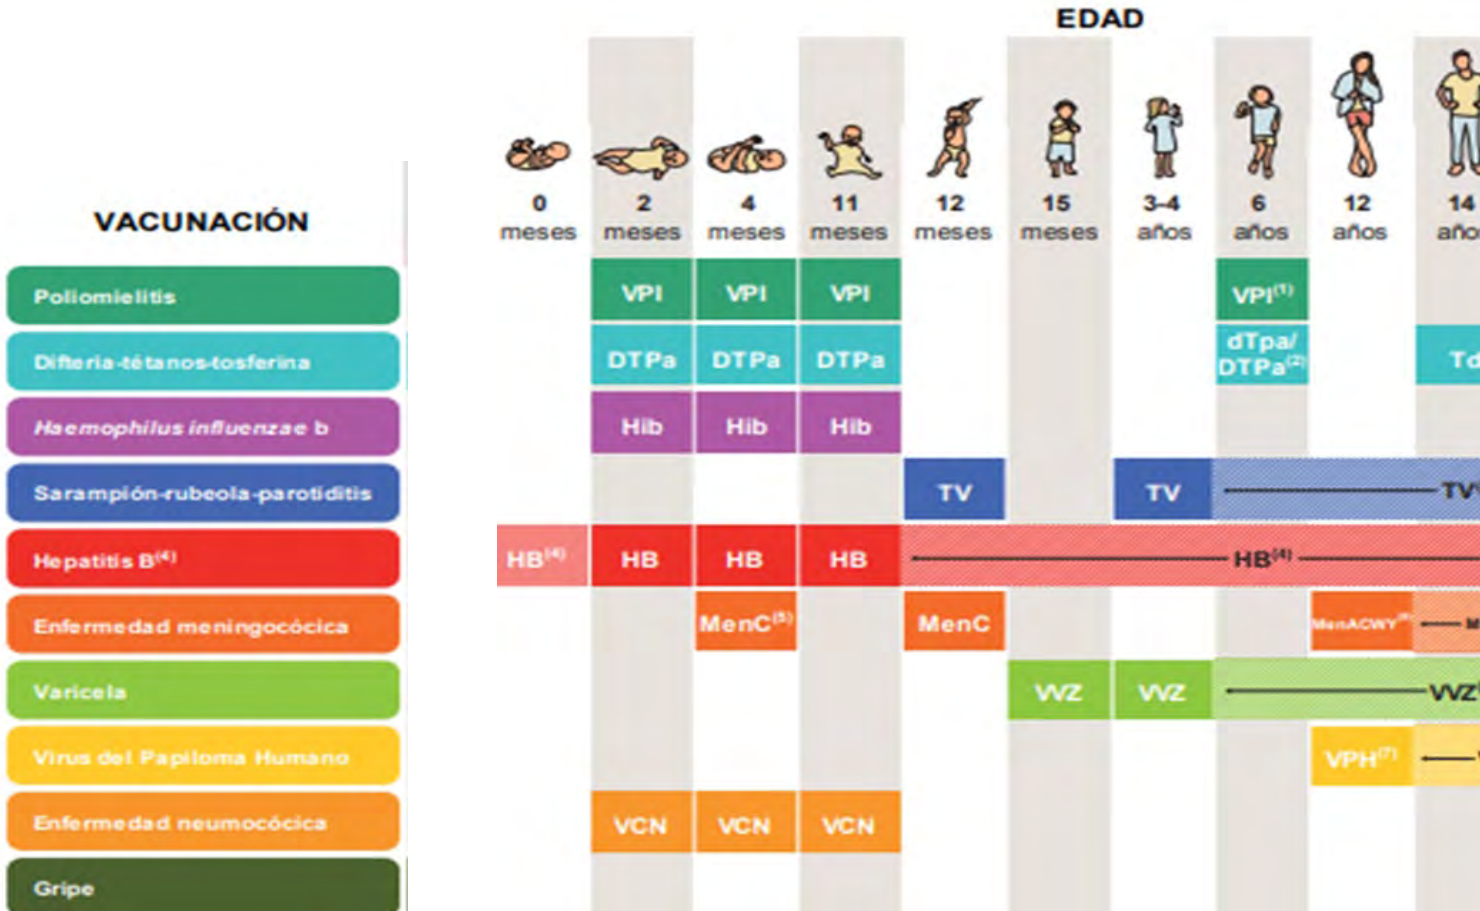 EDAD
0 2 4 11 12 15 3-4 6 12 14
meses meses meses meses meses meses años años años
VACUNACIÓN
Poliomielitis VPI VPI VPI VPI(1)
Difteria-tétanos-tosferina DTPa DTPa DTPa dTpa/
DTPa(2) Td
Haemophilus influenzae b Hib Hib Hib
Sarampión-rubeola-parotiditis TV TV TV
Hepatitis B(4) HB(4) HB HB HB HB(4)
Enfermedad meningocócica MenC(5) MenC MenACWY
Varicela VVZ VVZ VVZ
Virus del Papiloma Humano VPH(7)
Enfermedad neumocócica VCN VCN VCN
Gripe